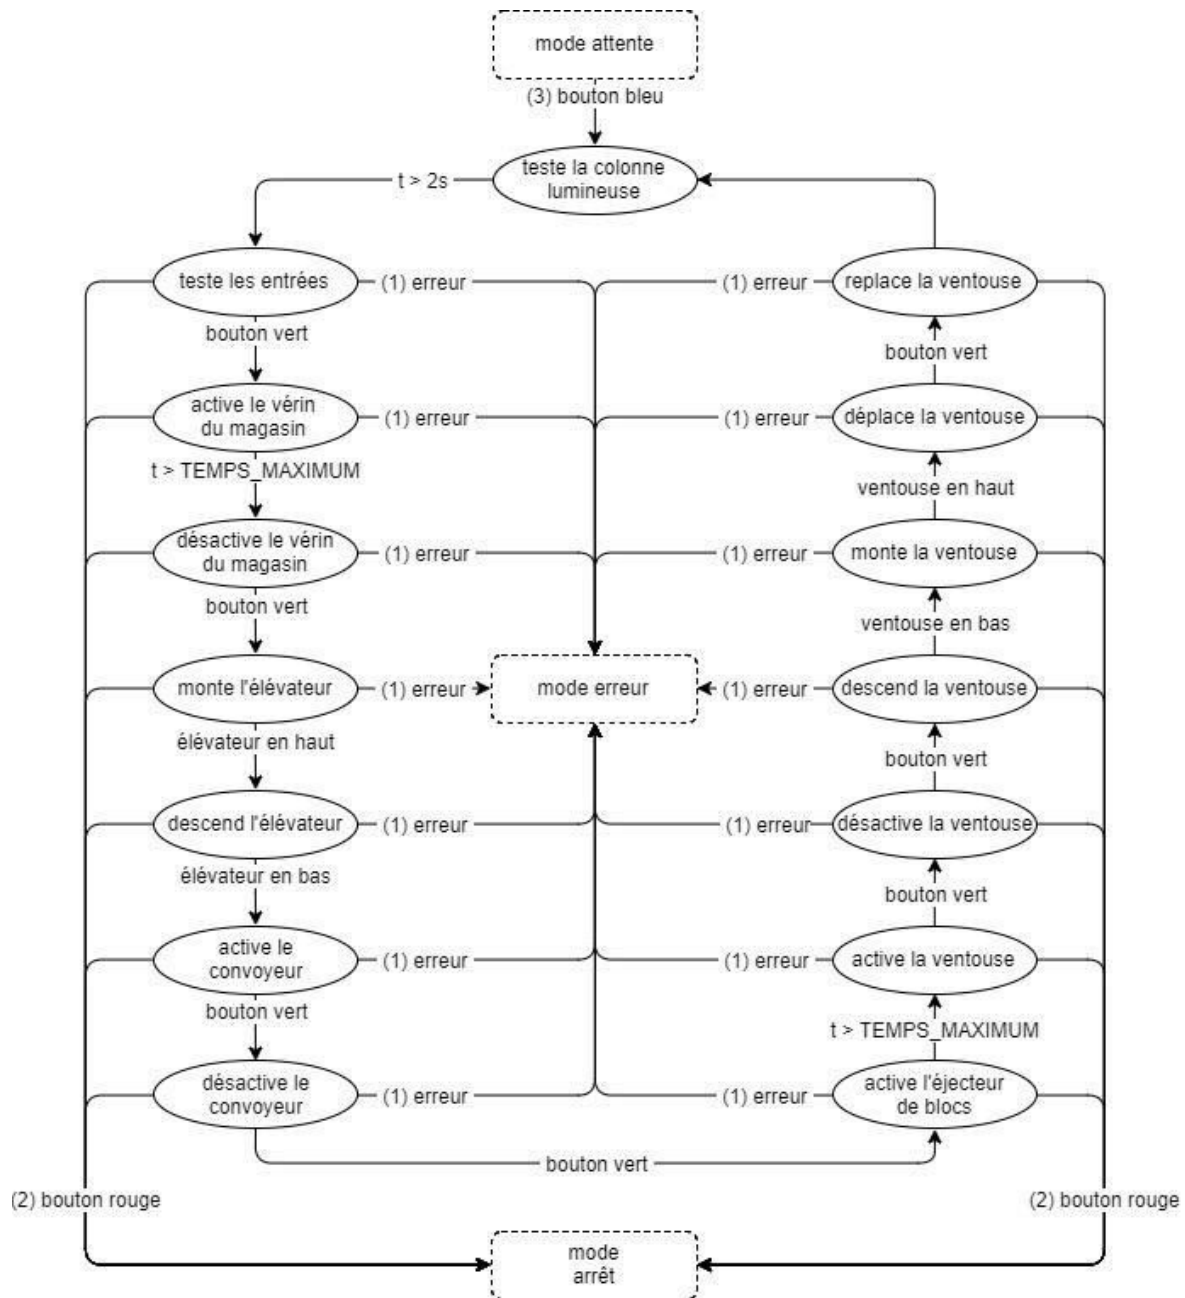 mode attente
(3) bouton bleu
teste la colonne
lumineuse
t > 2s
teste les entrées
(1) erreur
(1) erreur
replace la ventouse
bouton vert
bouton vert
active le vérin
du magasin
(1) erreur
(1) erreur
déplace la ventouse
t > TEMPS_MAXIMUM
ventouse en haut
désactive le vérin
du magasin
(1) erreur
(1) erreur
monte la ventouse
bouton vert
ventouse en bas
monte l'élévateur
(1) erreur
mode erreur
(1) erreur
descend la ventouse
élévateur en haut
bouton vert
descend l'élévateur
(1) erreur
(1) erreur
désactive la ventouse
élévateur en bas
bouton vert
active le
convoyeur
(1) erreur
(1) erreur
active la ventouse
bouton vert
t > TEMPS_MAXIMUM
désactive le
convoyeur
(1) erreur
(1) erreur
active l'éjecteur
de blocs
bouton vert
(2) bouton rouge
(2) bouton rouge
mode
arrêt